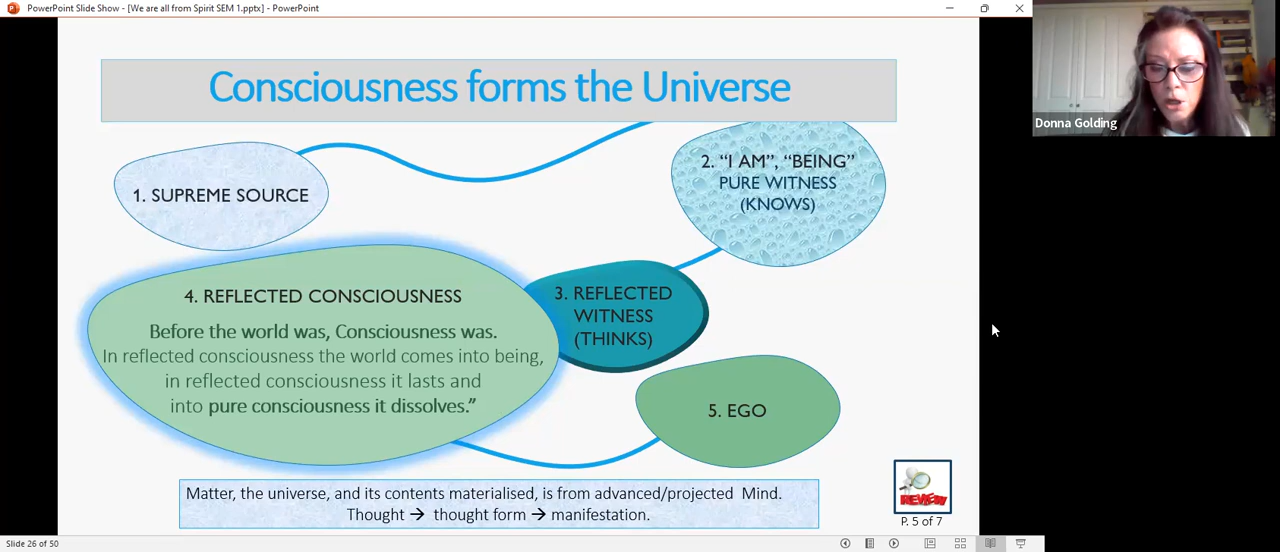 PowerPoint Slide Show - [We are all from Spirit SEM 1.pptx] - PowerPoint
Donna Golding
Consciousness forms the Universe
1. SUPREME SOURCE
2. “I AM”, “BEING”
PURE WITNESS
(KNOWS)
3. REFLECTED
WITNESS
(THINKS)
4. REFLECTED CONSCIOUSNESS
Before the world was, Consciousness was.
In reflected consciousness the world comes into being,
in reflected consciousness it lasts and
into pure consciousness it dissolves.”
5. EGO
Matter, the universe, and its contents materialised, is from advanced/projected Mind.
Thought → thought form → manifestation.
REVIEW
P. 5 of 7
Slide 26 of 50